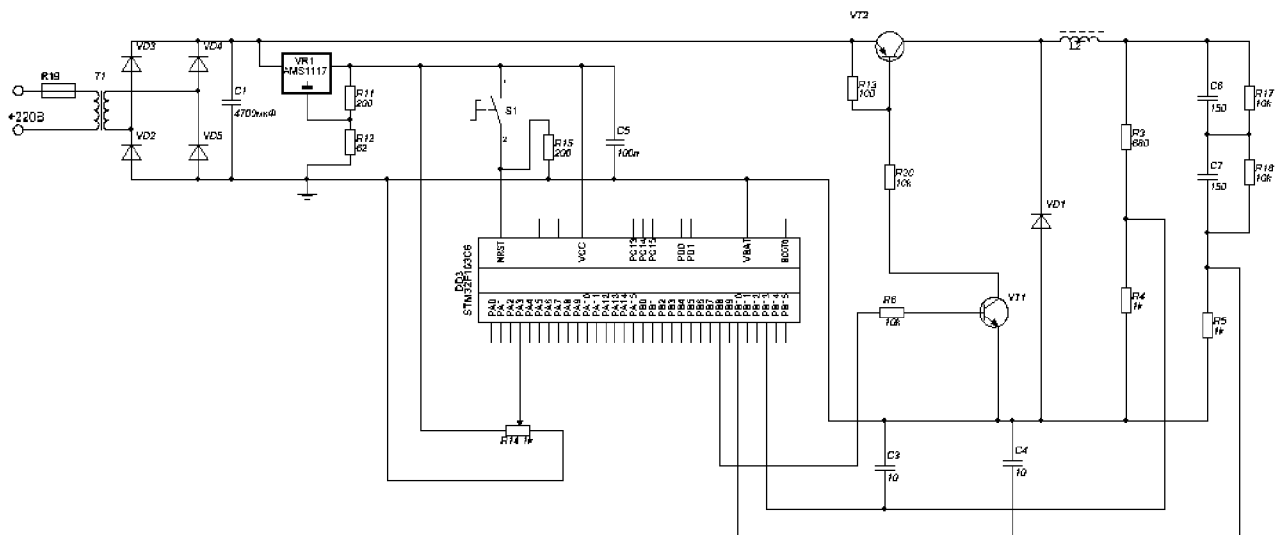 VT2
VD3
VD4
L2
R19
T1
VR1
AMS1117
C1
4700мкФ
R11
200
R13
100
C6
150
R17
10k
S1
1
2
220В
VD2
VD5
R12
62
R15
200
C5
100n
R3
680
C7
150
R18
10k
R20
10k
VD1
NRST
VCC
PC13
PC14
PC15
PD0
PD1
VBAT
BOOT0
DD3
STM32F103C6
PA0
PA1
PA2
PA3
PA4
PA5
PA6
PA7
PA8
PA9
PA10
PA11
PA12
PA13
PA14
PA15
PB0
PB1
PB2
PB3
PB4
PB5
PB6
PB7
PB8
PB9
PB10
PB11
PB12
PB13
PB14
PB15
R6
10k
VT1
R4
1k
R5
1k
R14 1k
C3
10
C4
10